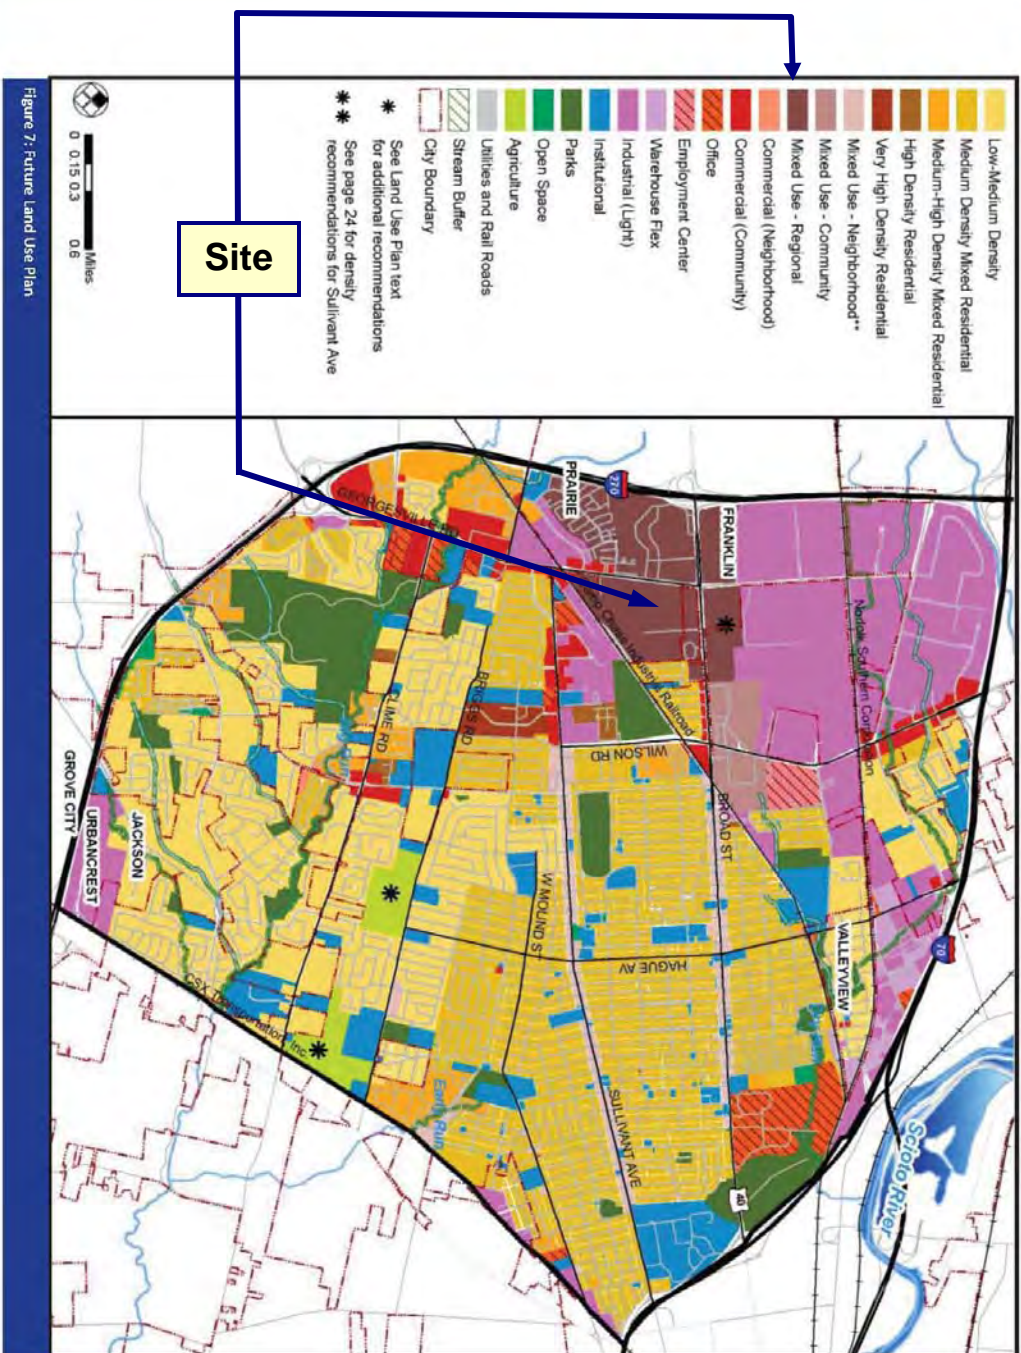 Site
Low-Medium Density
Medium Density Mixed Residential
Medium-High Density Mixed Residential
High Density Residential
Very High Density Residential
Mixed Use - Neighborhood**
Mixed Use - Community
Mixed Use - Regional
Commercial (Neighborhood)
Commercial (Community)
Office
Employment Center
Warehouse Flex
Industrial (Light)
Institutional
Parks
Open Space
Agriculture
Utilities and Rail Roads
Stream Buffer
City Boundary
* See Land Use Plan text
for additional recommendations
** See page 24 for density
recommendations for Sullivant Ave
0 0.15 0.3 0.6
Miles
Figure 7: Future Land Use Plan
270
PRAIRIE
FRANKLIN
GEORGESVILLE RD
Norfolk Southern Corporation
Industrial Railroad
CLIME RD
BRIGGS RD
WILSON RD
BROAD ST
W MOUND ST
HAGUE AV
SULLIVANT AVE
VALLEYVIEW
70
40
Scioto River
GROVE CITY
URBANCREST
JACKSON
CSX Transportation Inc.
Early Run
*
*
*